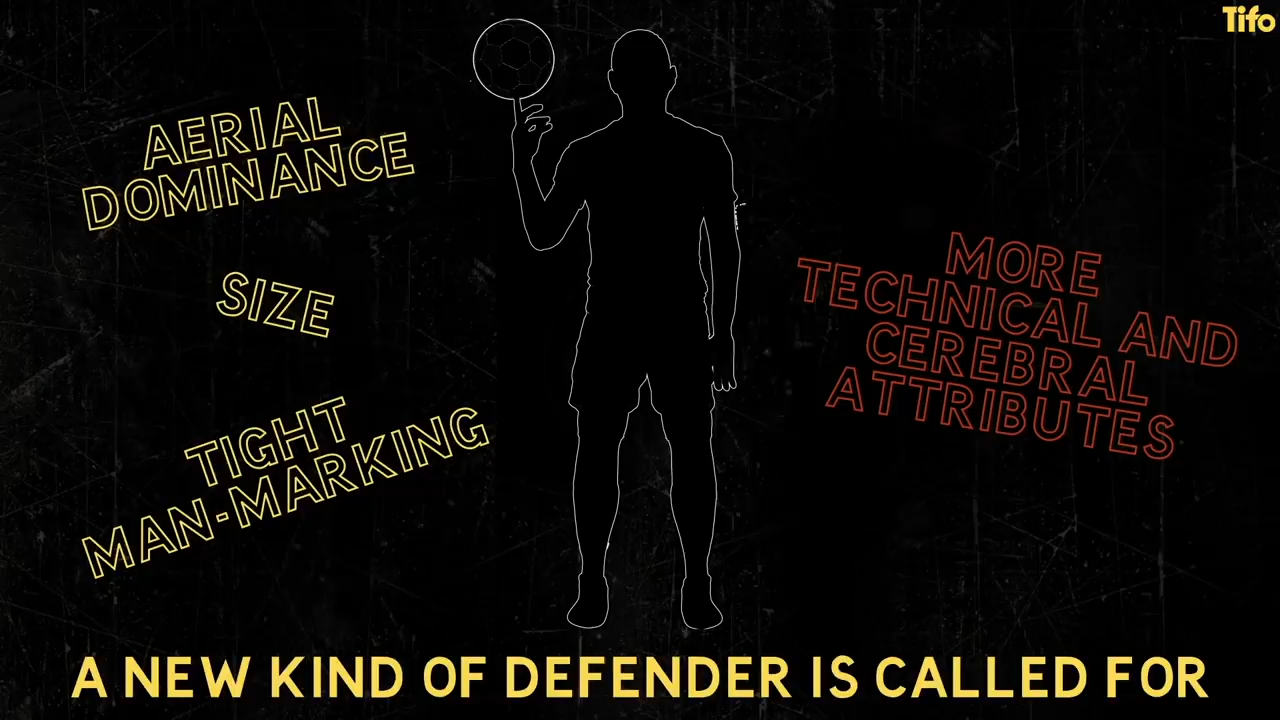 Tifo
AERIAL
DOMINANCE
SIZE
TIGHT
MAN-MARKING
MORE
TECHNICAL AND
CEREBRAL
ATTRIBUTES
A NEW KIND OF DEFENDER IS CALLED FOR